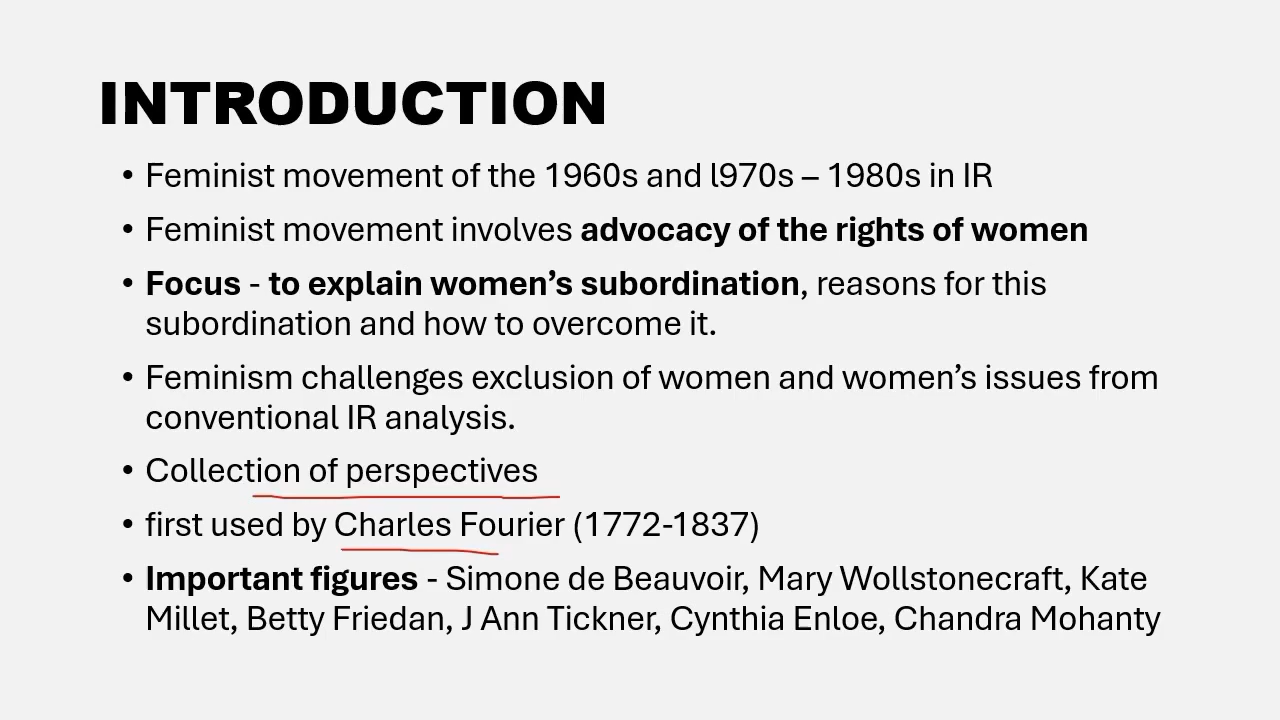 INTRODUCTION
• Feminist movement of the 1960s and l970s – 1980s in IR
• Feminist movement involves advocacy of the rights of women
• Focus - to explain women’s subordination, reasons for this
subordination and how to overcome it.
• Feminism challenges exclusion of women and women’s issues from
conventional IR analysis.
• Collection of perspectives
• first used by Charles Fourier (1772-1837)
• Important figures - Simone de Beauvoir, Mary Wollstonecraft, Kate
Millet, Betty Friedan, J Ann Tickner, Cynthia Enloe, Chandra Mohanty